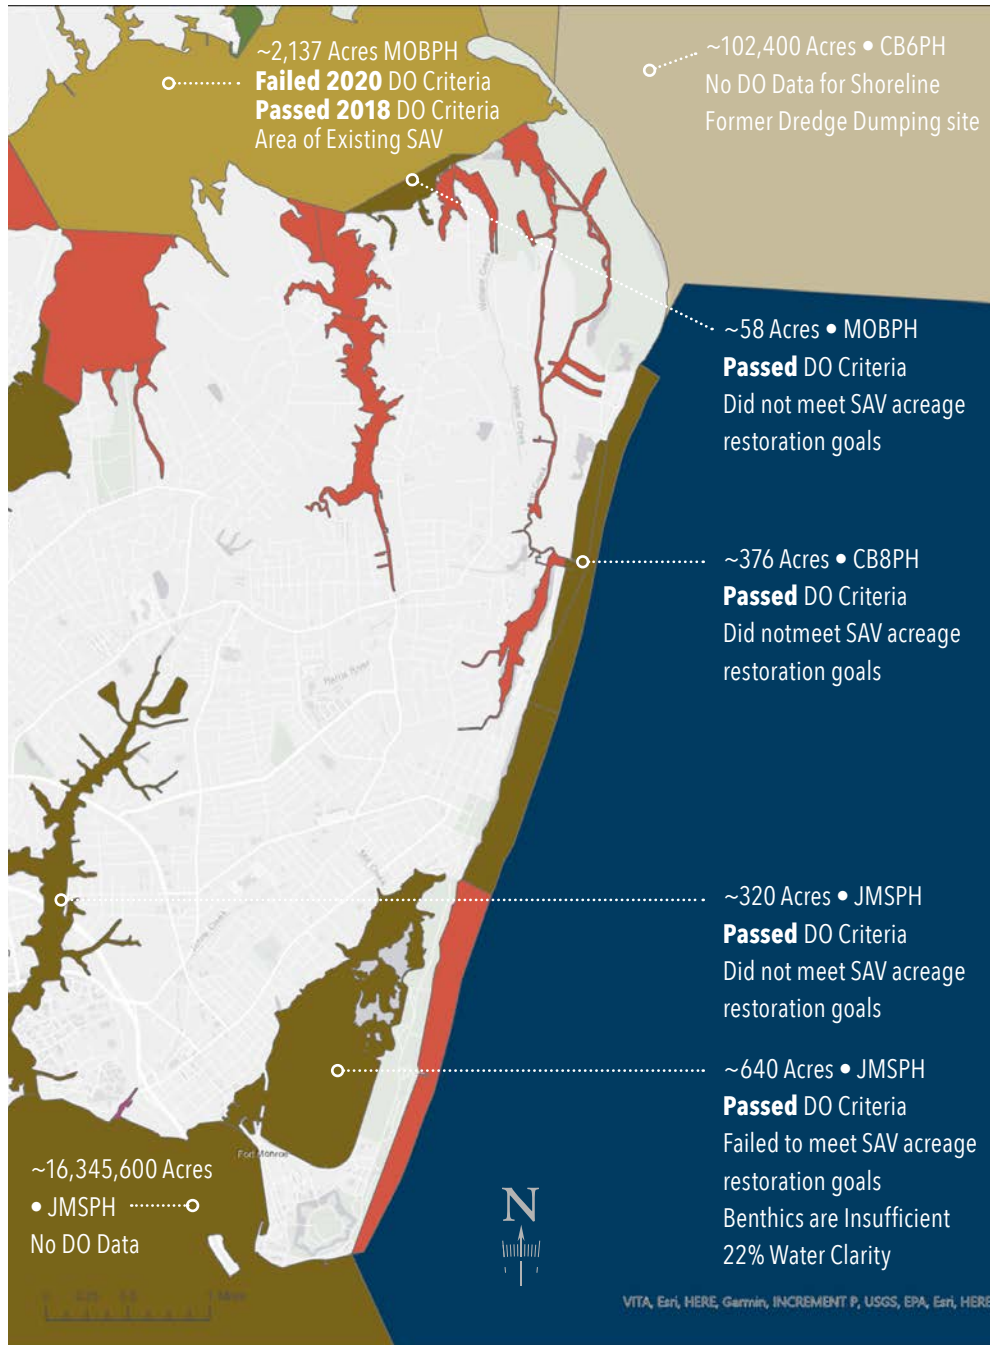 ~2,137 Acres MOBPH
Failed 2020 DO Criteria
Passed 2018 DO Criteria
Area of Existing SAV
~102,400 Acres • CB6PH
No DO Data for Shoreline
Former Dredge Dumping site
~58 Acres • MOBPH
Passed DO Criteria
Did not meet SAV acreage
restoration goals
~376 Acres • CB8PH
Passed DO Criteria
Did notmeet SAV acreage
restoration goals
Harris River
~320 Acres • JMSPH
Passed DO Criteria
Did not meet SAV acreage
restoration goals
~640 Acres • JMSPH
Passed DO Criteria
Failed to meet SAV acreage
restoration goals
Benthics are Insufficient
22% Water Clarity
Fort Monroe
~16,345,600 Acres
• JMSPH
No DO Data
N
VITA, Esri, HERE, Garmin, INCREMENT P, USGS, EPA, Esri, HERE